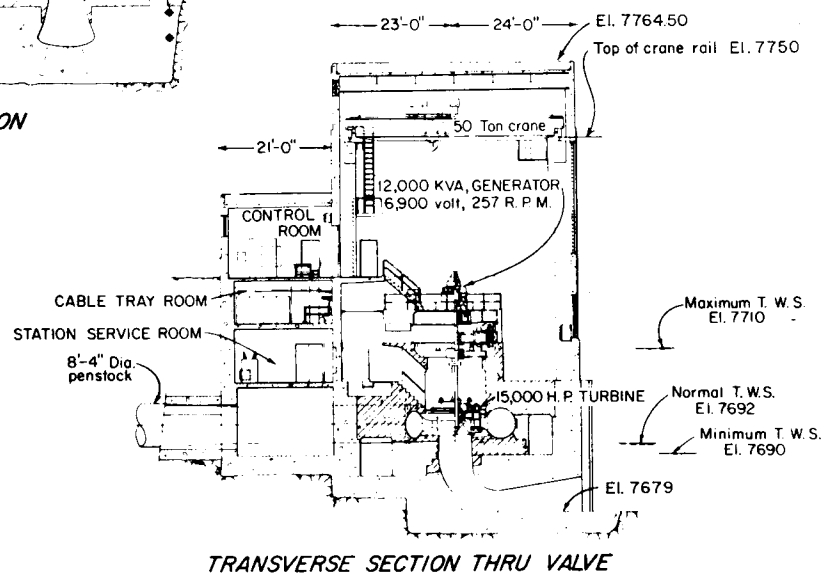 23'-0" 24'-0" El. 7764.50
Top of crane rail El. 7750
ON
50 Ton crane
21'-0"
12,000 KVA, GENERATOR
6,900 volt, 257 R.P.M.
CONTROL
ROOM
CABLE TRAY ROOM
STATION SERVICE ROOM
8'-4" Dia.
penstock
Maximum T. W. S.
El. 7710
15,000 H. P. TURBINE
Normal T. W. S.
El. 7692
Minimum T. W. S.
El. 7690
El. 7679
TRANSVERSE SECTION THRU VALVE